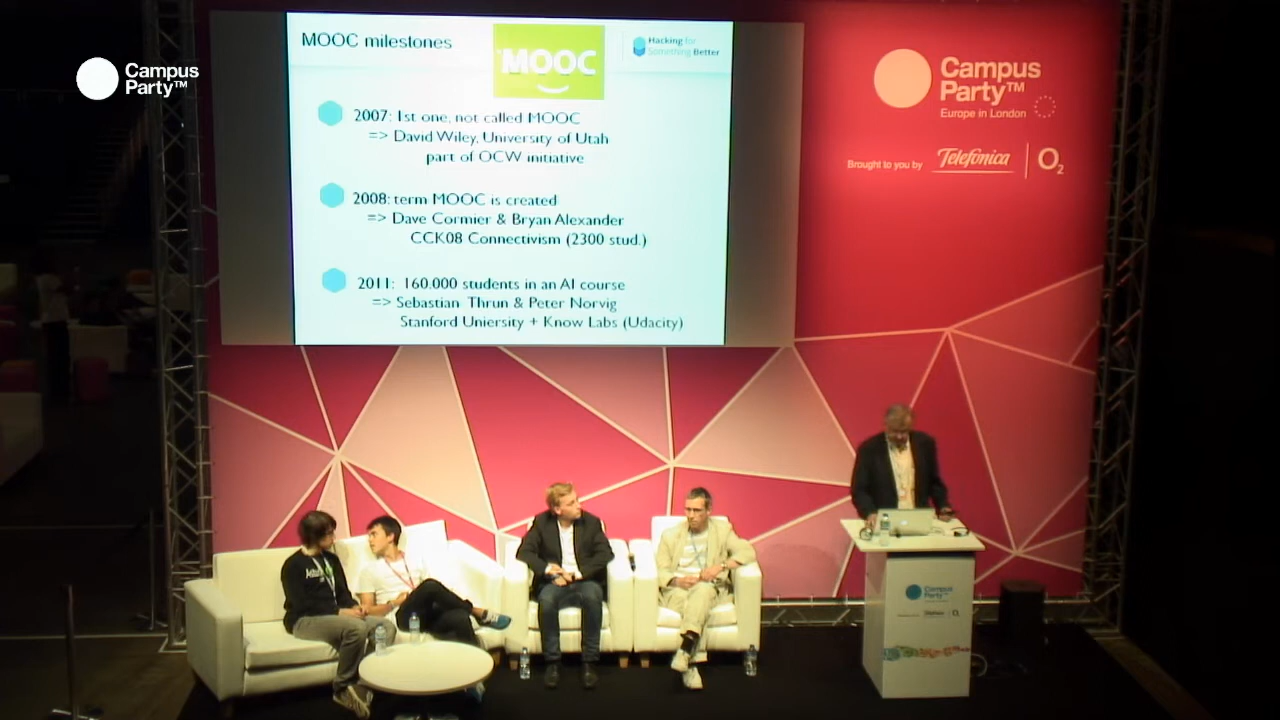 Campus
Party™
MOOC milestones
MOOC
Hacking for
Something Better
2007: 1st one, not called MOOC
=> David Wiley, University of Utah
part of OCW initiative
2008: term MOOC is created
=> Dave Cormier & Bryan Alexander
CCK08 Connectivism (2300 stud.)
2011: 160.000 students in an AI course
=> Sebastian Thrun & Peter Norvig
Stanford Uniersity + Know Labs (Udacity)
Campus
Party™
Europe in London
Brought to you by
Telefónica
O2
Campus
Party™